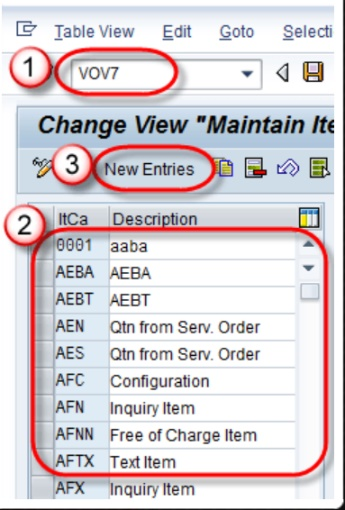 Table View Edit Goto Selecti
1 VOV7
Change View "Maintain Ite
3 New Entries
2 ItCa Description
0001 aaba
AEBA AEBA
AEBT AEBT
AEN Qtn from Serv. Order
AES Qtn from Serv. Order
AFC Configuration
AFN Inquiry Item
AFNN Free of Charge Item
AFTX Text Item
AFX Inquiry Item